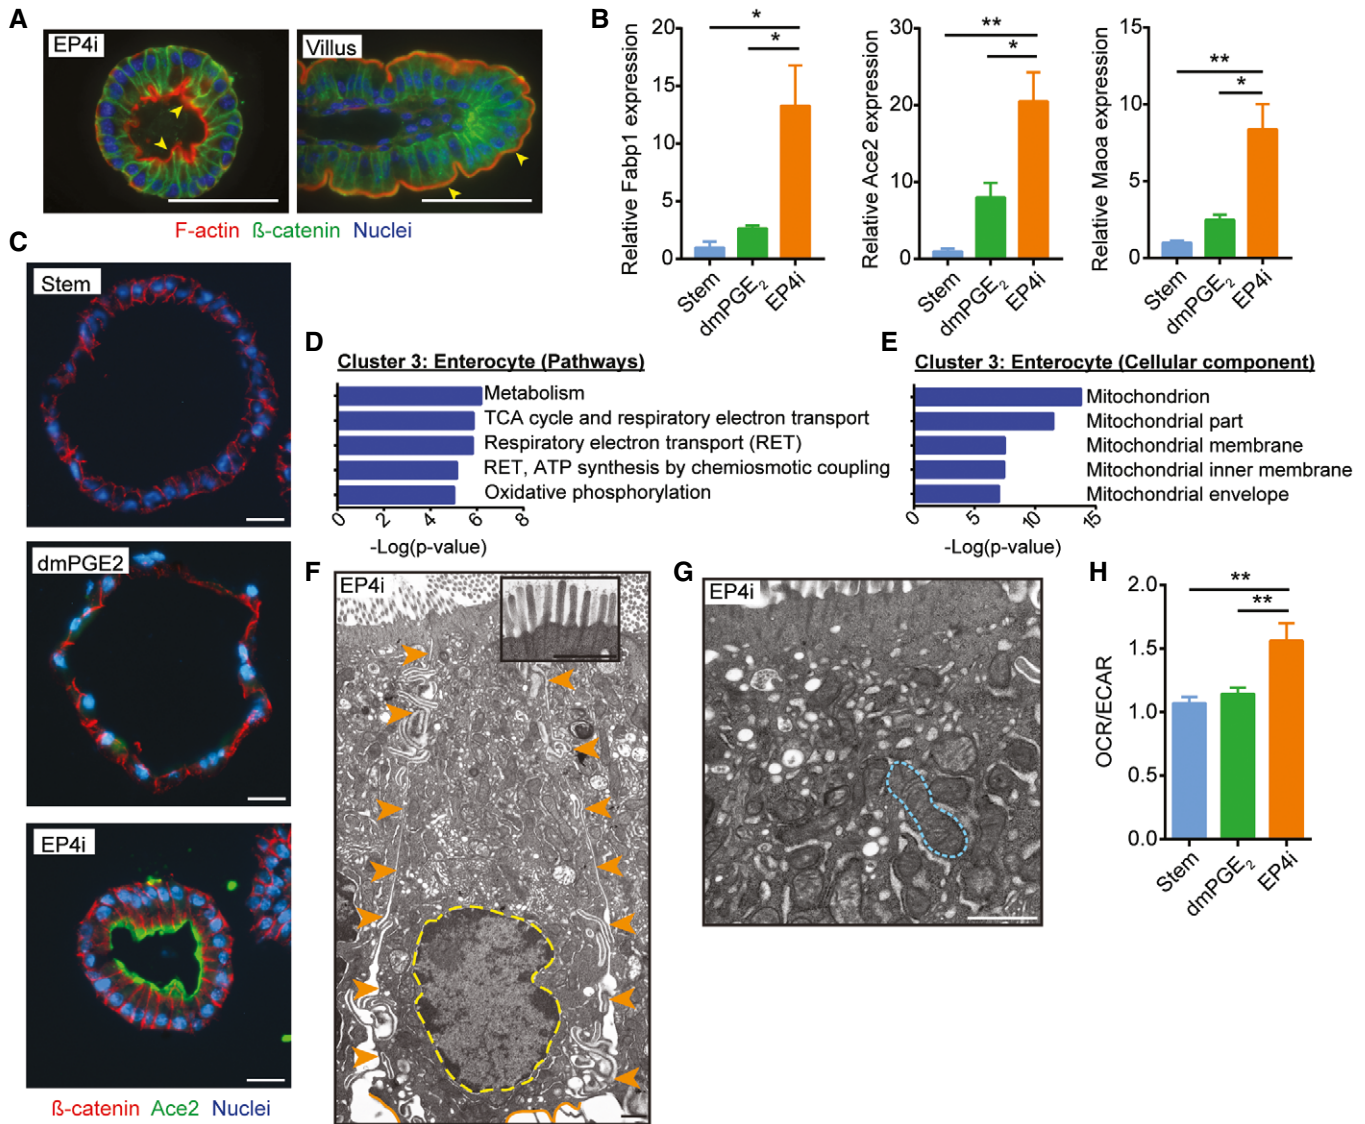 A
EP4i
Villus
F-actin ß-catenin Nuclei
B
Relative Fabp1 expression
20
15
10
5
0
*
*
Stem
dmPGE2
EP4i
Relative Ace2 expression
30
20
10
0
**
*
Stem
dmPGE2
EP4i
Relative Maoa expression
15
10
5
0
**
*
Stem
dmPGE2
EP4i
C
Stem
dmPGE2
EP4i
ß-catenin Ace2 Nuclei
D
Cluster 3: Enterocyte (Pathways)
Metabolism
TCA cycle and respiratory electron transport
Respiratory electron transport (RET)
RET, ATP synthesis by chemiosmotic coupling
Oxidative phosphorylation
0 2 4 6 8
-Log(p-value)
E
Cluster 3: Enterocyte (Cellular component)
Mitochondrion
Mitochondrial part
Mitochondrial membrane
Mitochondrial inner membrane
Mitochondrial envelope
0 5 10 15
-Log(p-value)
F
EP4i
G
EP4i
H
OCR/ECAR
2.0
1.5
1.0
0.5
0.0
**
**
Stem
dmPGE2
EP4i